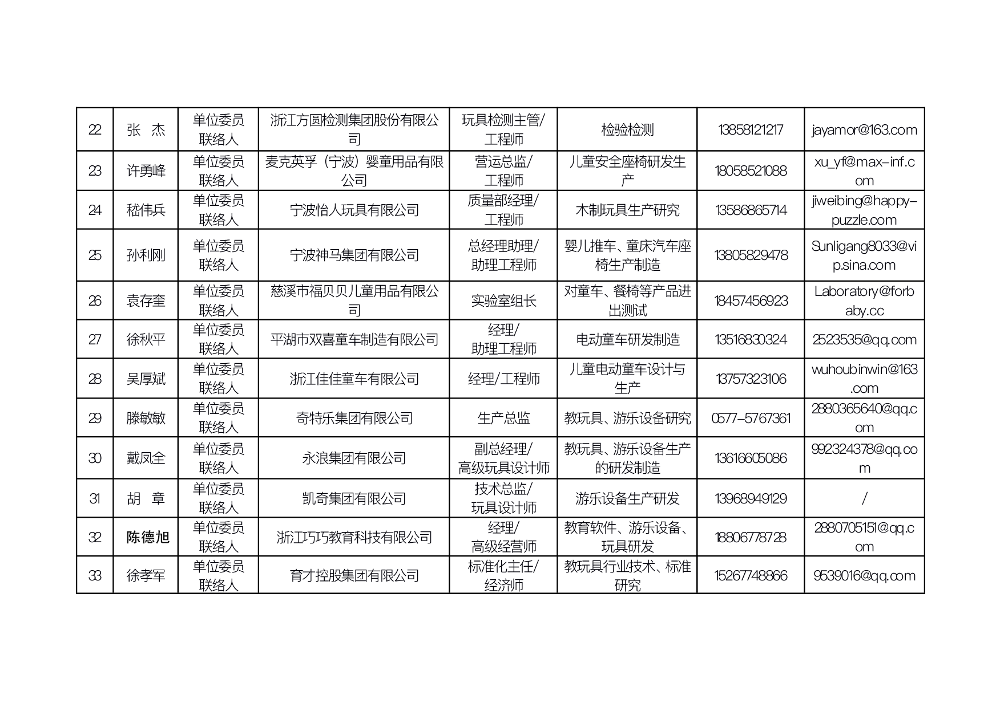 22 张 杰 单位委员 联络人 浙江方圆检测集团股份有限公司 玩具检测主管/ 工程师 检验检测 13858121217 jayamor@163.com
23 许勇峰 单位委员 联络人 麦克英孚（宁波）婴童用品有限公司 营运总监/ 工程师 儿童安全座椅研发生产 18058521088 xu_yf@max-inf.com
24 嵇伟兵 单位委员 联络人 宁波怡人玩具有限公司 质量部经理/ 工程师 木制玩具生产研究 13586865714 jiweibing@happy-puzzle.com
25 孙利刚 单位委员 联络人 宁波神马集团有限公司 总经理助理/ 助理工程师 婴儿推车、童床汽车座椅生产制造 13805829478 Sunligang8033@vip.sina.com
26 袁存奎 单位委员 联络人 慈溪市福贝贝儿童用品有限公司 实验室组长 对童车、餐椅等产品进出测试 18457456923 Laboratory@forbaby.cc
27 徐秋平 单位委员 联络人 平湖市双喜童车制造有限公司 经理/ 助理工程师 电动童车研发制造 13516830324 2523535@qq.com
28 吴厚斌 单位委员 联络人 浙江佳佳童车有限公司 经理/工程师 儿童电动童车设计与生产 13757323106 wuhoubinwin@163.com
29 滕敏敏 单位委员 联络人 奇特乐集团有限公司 生产总监 教玩具、游乐设备研究 0577-5767361 2880365640@qq.com
30 戴凤全 单位委员 联络人 永浪集团有限公司 副总经理/ 高级玩具设计师 教玩具、游乐设备生产的研发制造 13616605086 992324378@qq.com
31 胡 章 单位委员 联络人 凯奇集团有限公司 技术总监/ 玩具设计师 游乐设备生产研发 13968949129 /
32 陈德旭 单位委员 联络人 浙江巧巧教育科技有限公司 经理/ 高级经营师 教育软件、游乐设备、玩具研发 18806778728 2880705151@qq.com
33 徐孝军 单位委员 联络人 育才控股集团有限公司 标准化主任/ 经济师 教玩具行业技术、标准研究 15267748866 9539016@qq.com